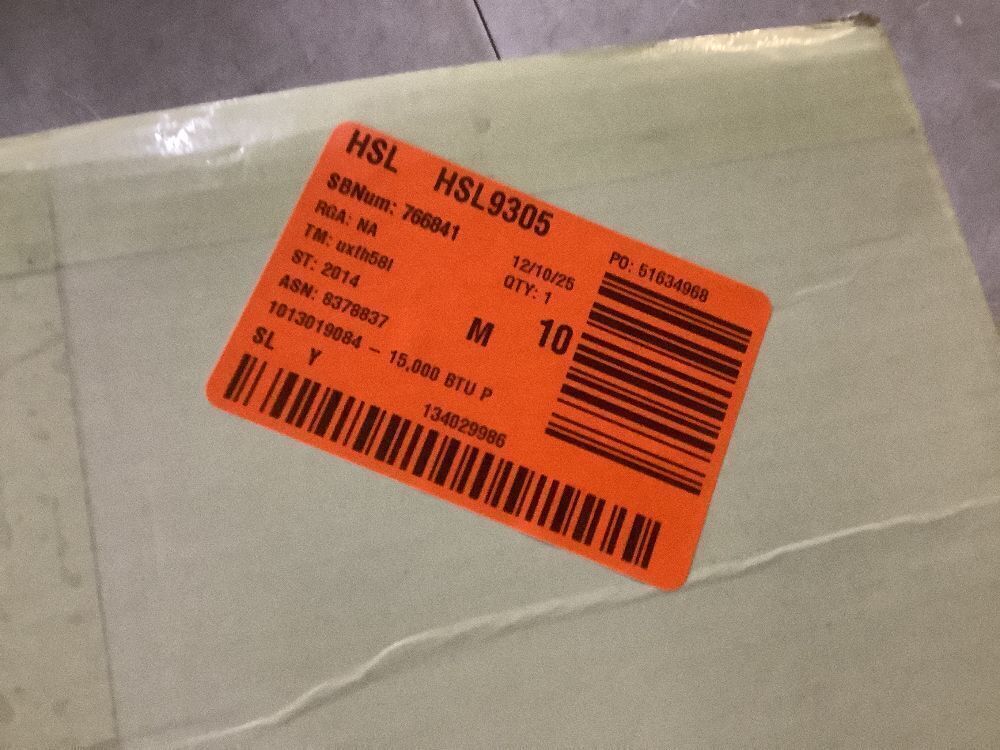 HSL HSL9305
SBNum: 766841
RGA: NA
TM: uxfh58l
12/10/25
PO: 51634968
ST: 2014
QTY: 1
ASN: 8378837
M 10
1013019084 – 15,000 BTU P
SL Y
134029986